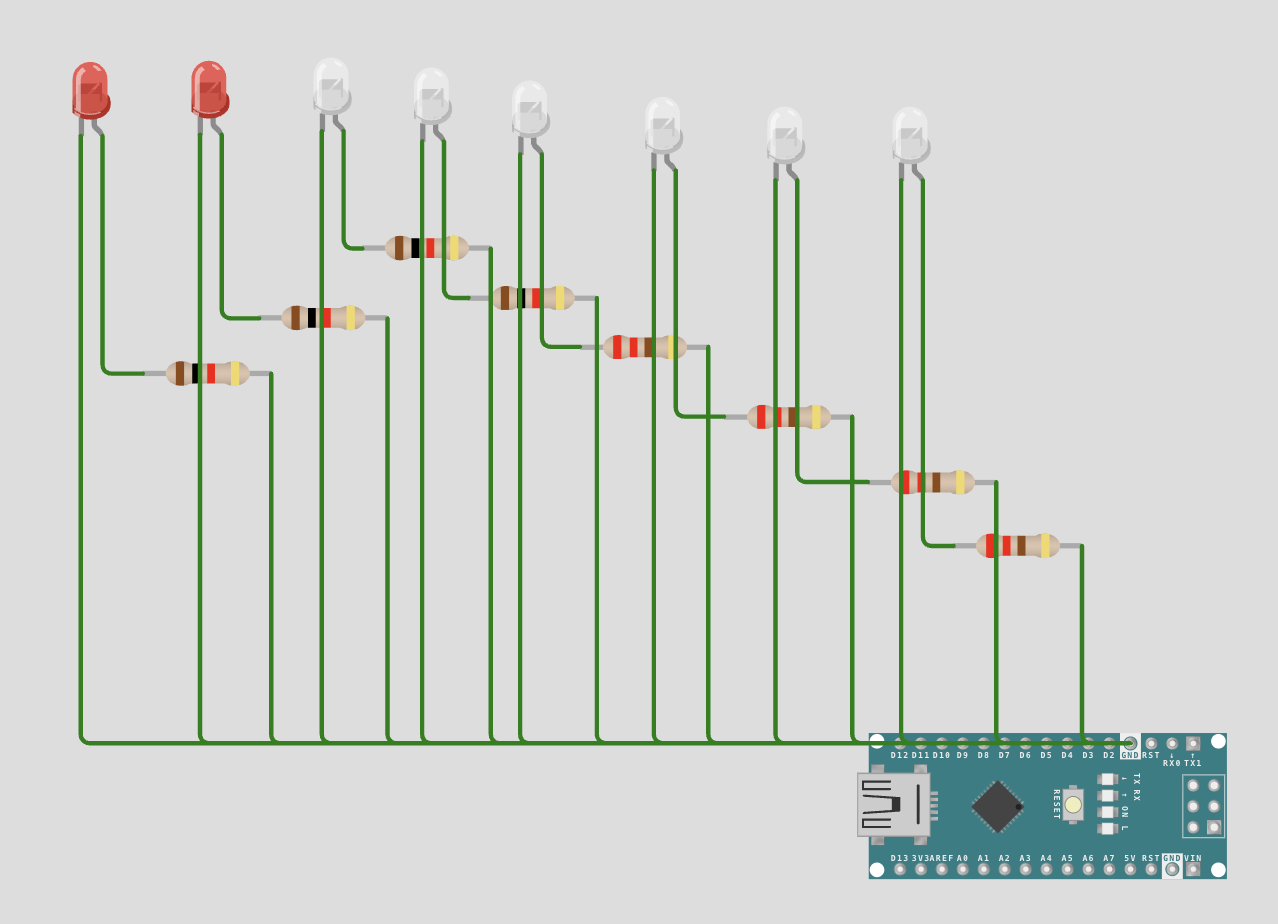 D12 D11 D10 D9 D8 D7 D6 D5 D4 D3 D2 GND RST RX0 TX1
TX RX
RESET
ON L
D13 3V3 AREF A0 A1 A2 A3 A4 A5 A6 A7 5V RST GND VIN